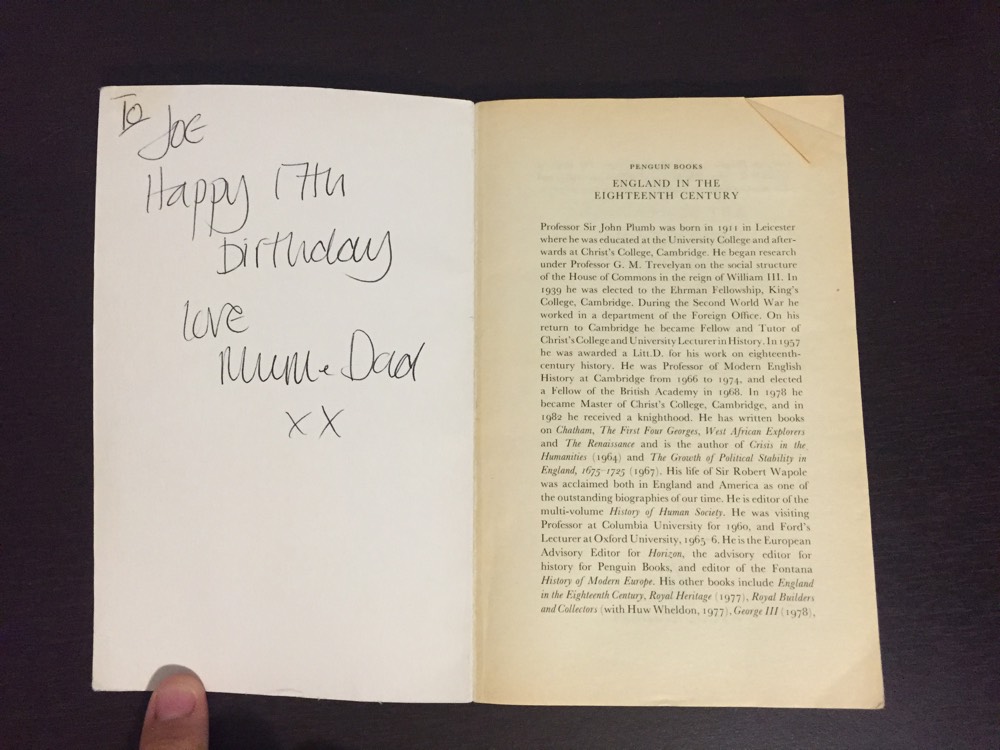 To
Joe
Happy 17th
Birthday
love
Mum + Dad
x x
PENGUIN BOOKS
ENGLAND IN THE
EIGHTEENTH CENTURY
Professor Sir John Plumb was born in 1911 in Leicester
where he was educated at the University College and after-
wards at Christ's College, Cambridge. He began research
under Professor G. M. Trevelyan on the social structure
of the House of Commons in the reign of William III. In
1939 he was elected to the Ehrman Fellowship, King's
College, Cambridge. During the Second World War he
worked in a department of the Foreign Office. On his
return to Cambridge he became Fellow and Tutor of
Christ's College and University Lecturer in History. In 1957
he was awarded a Litt.D. for his work on eighteenth-
century history. He was Professor of Modern English
History at Cambridge from 1966 to 1974, and elected
a Fellow of the British Academy in 1968. In 1978 he
became Master of Christ's College, Cambridge, and in
1982 he received a knighthood. He has written books
on Chatham, The First Four Georges, West African Explorers
and The Renaissance and is the author of Crisis in the
Humanities (1964) and The Growth of Political Stability in
England, 1675-1725 (1967). His life of Sir Robert Wapole
was acclaimed both in England and America as one of
the outstanding biographies of our time. He is editor of the
multi-volume History of Human Society. He was visiting
Professor at Columbia University for 1960, and Ford's
Lecturer at Oxford University, 1965-6. He is the European
Advisory Editor for Horizon, the advisory editor for
history for Penguin Books, and editor of the Fontana
History of Modern Europe. His other books include England
in the Eighteenth Century, Royal Heritage (1977), Royal Builders
and Collectors (with Huw Wheldon, 1977), George III (1978),